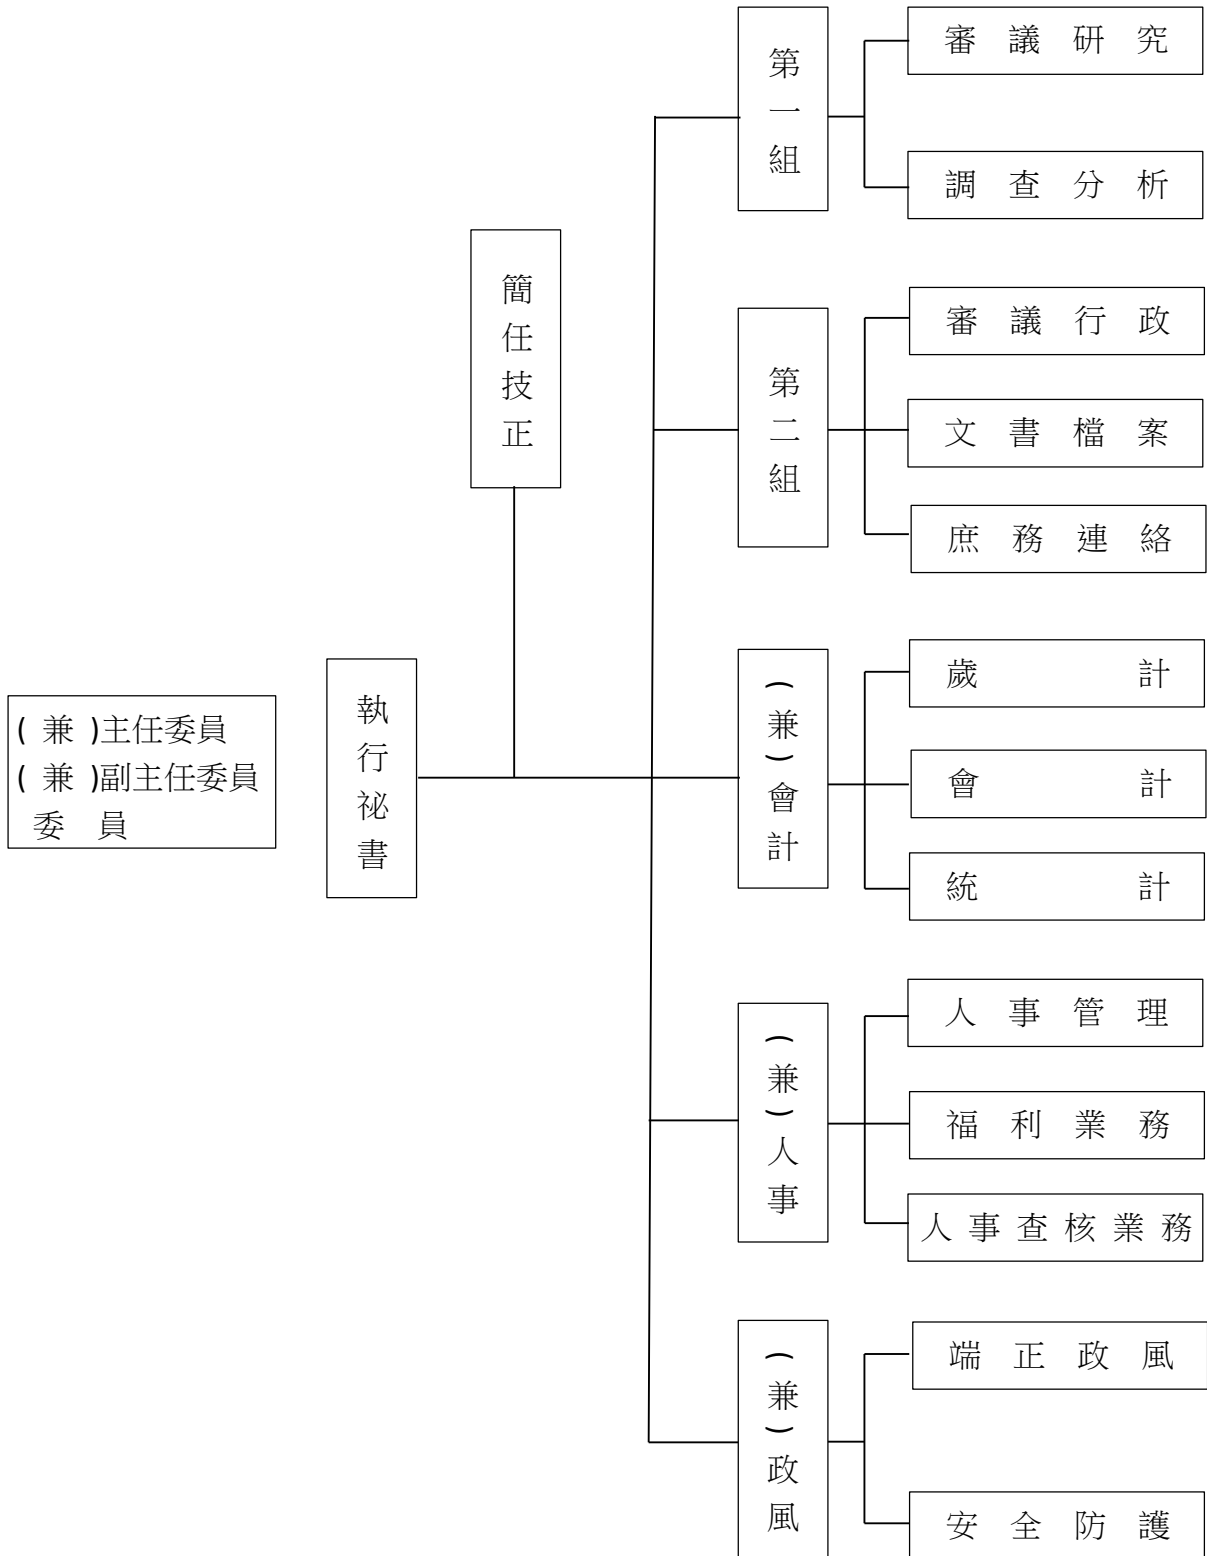 (兼)主任委員
(兼)副主任委員
委員
執行祕書
簡任技正
第一組
審議研究
調查分析
第二組
審議行政
文書檔案
庶務連絡
(兼)會計
歲計
會計
統計
(兼)人事
人事管理
福利業務
人事查核業務
(兼)政風
端正政風
安全防護